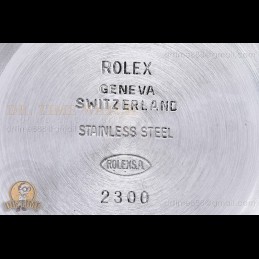 ROLEX
GENEVA
SWITZERLAND
STAINLESS STEEL
ROLEX S.A
2300